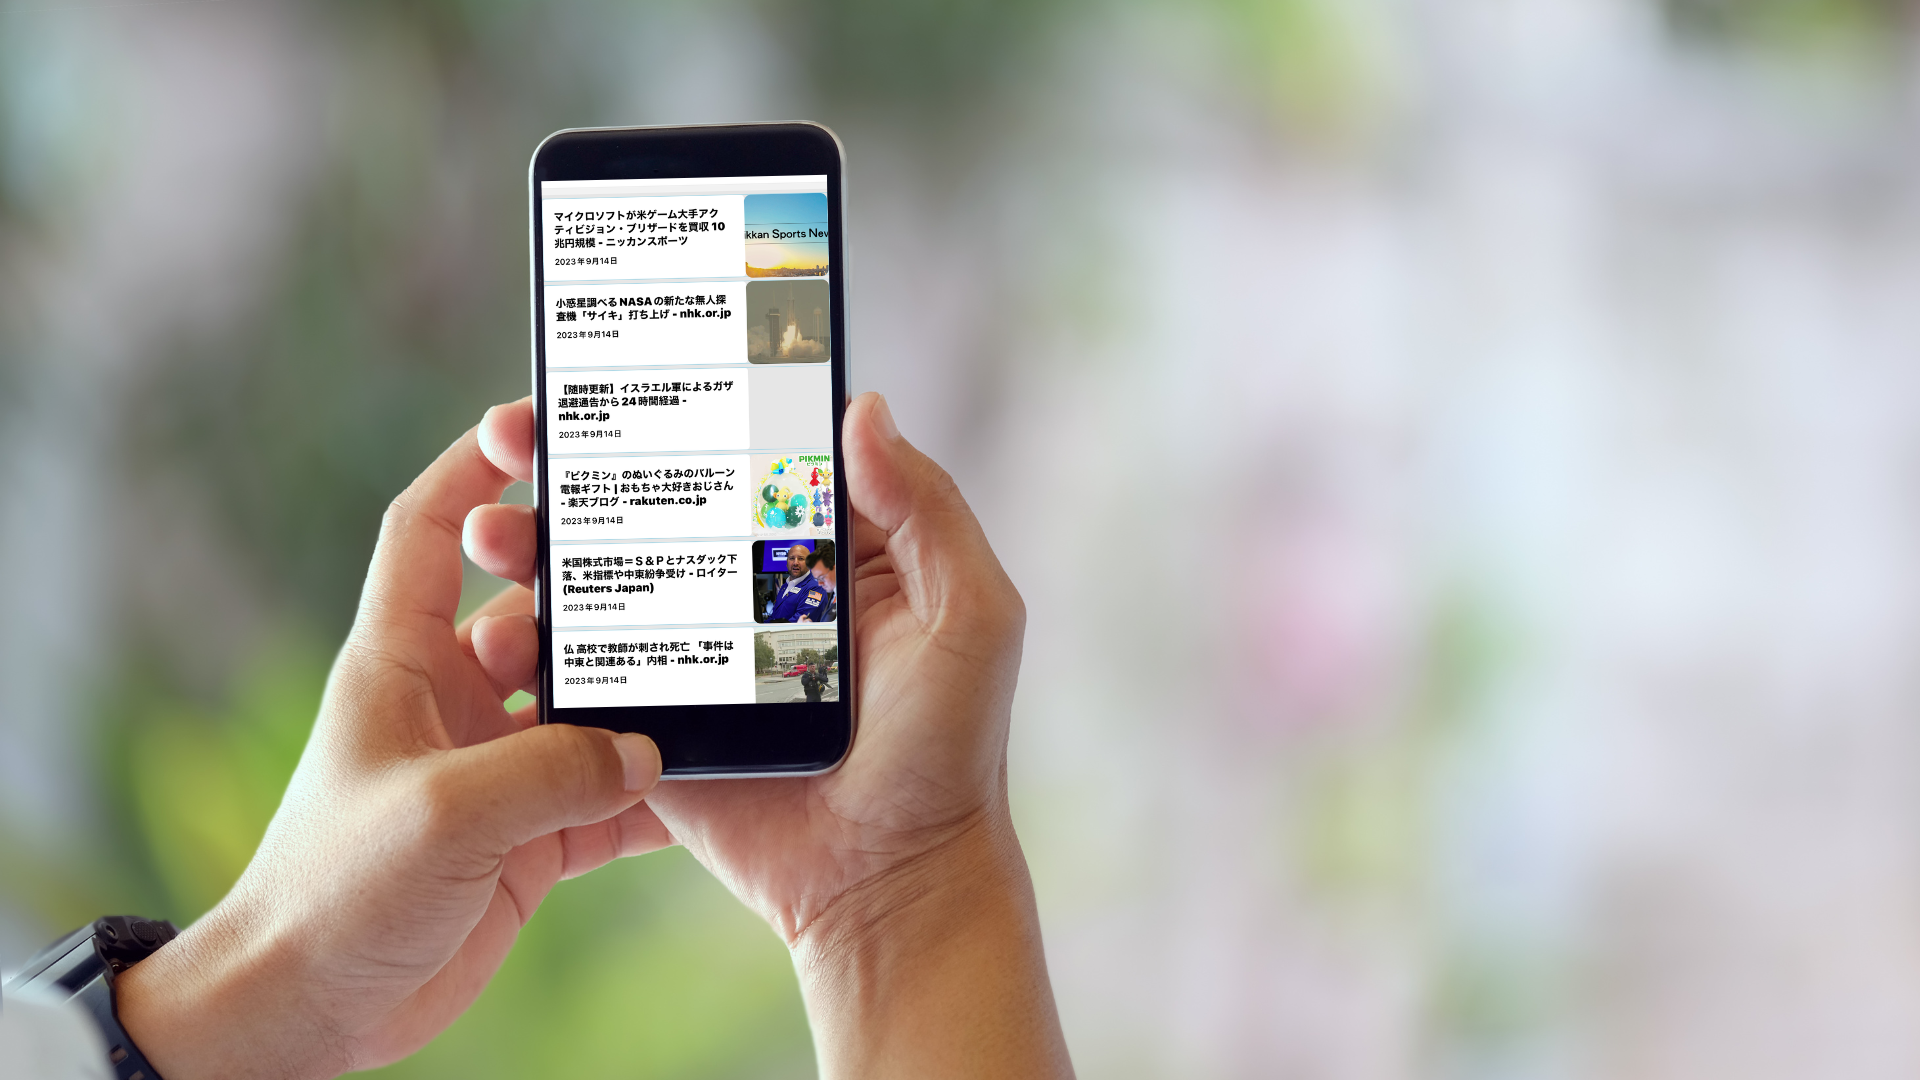 マイクロソフトが米ゲーム大手アク
ティビジョン・ブリザードを買収 10
兆円規模 - ニッカンスポーツ
2023年9月14日
ikkan Sports New
小惑星調べる NASA の新たな無人探
査機「サイキ」打ち上げ - nhk.or.jp
2023年9月14日
【随時更新】イスラエル軍によるガザ
退避通告から 24 時間経過 -
nhk.or.jp
2023年9月14日
『ピクミン』のぬいぐるみのバルーン
電報ギフト | おもちゃ大好きおじさん
- 楽天ブログ - rakuten.co.jp
2023年9月14日
PIKMIN
ピクミン
米国株式市場＝Ｓ＆Ｐとナスダック下
落、米指標や中東紛争受け - ロイター
(Reuters Japan)
2023年9月14日
仏 高校で教師が刺され死亡 「事件は
中東と関連ある」内相 - nhk.or.jp
2023年9月14日